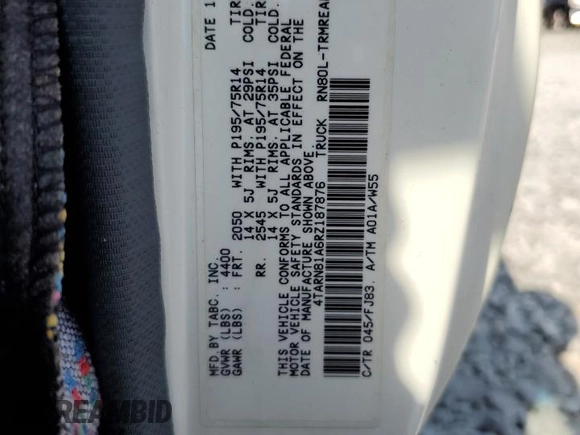 DATE 1
MFD BY TABC, INC.
GVWR (LBS) : 4400
GAWR (LBS) : FRT. 2050 WITH P195/75R14 TIR
14 X 5J RIMS. AT 29PSI COLD.
RR. 2545 WITH P195/75R14 TIR
14 X 5J RIMS. AT 35PSI COLD.
THIS VEHICLE CONFORMS TO ALL APPLICABLE FEDERAL
MOTOR VEHICLE SAFETY STANDARDS IN EFFECT ON THE
DATE OF MANUFACTURE SHOWN ABOVE.
4TARN81A6RZ187876 TRUCK RN80L-TRMREA
C/TR 045/FJ83. A/TM A01A/W55